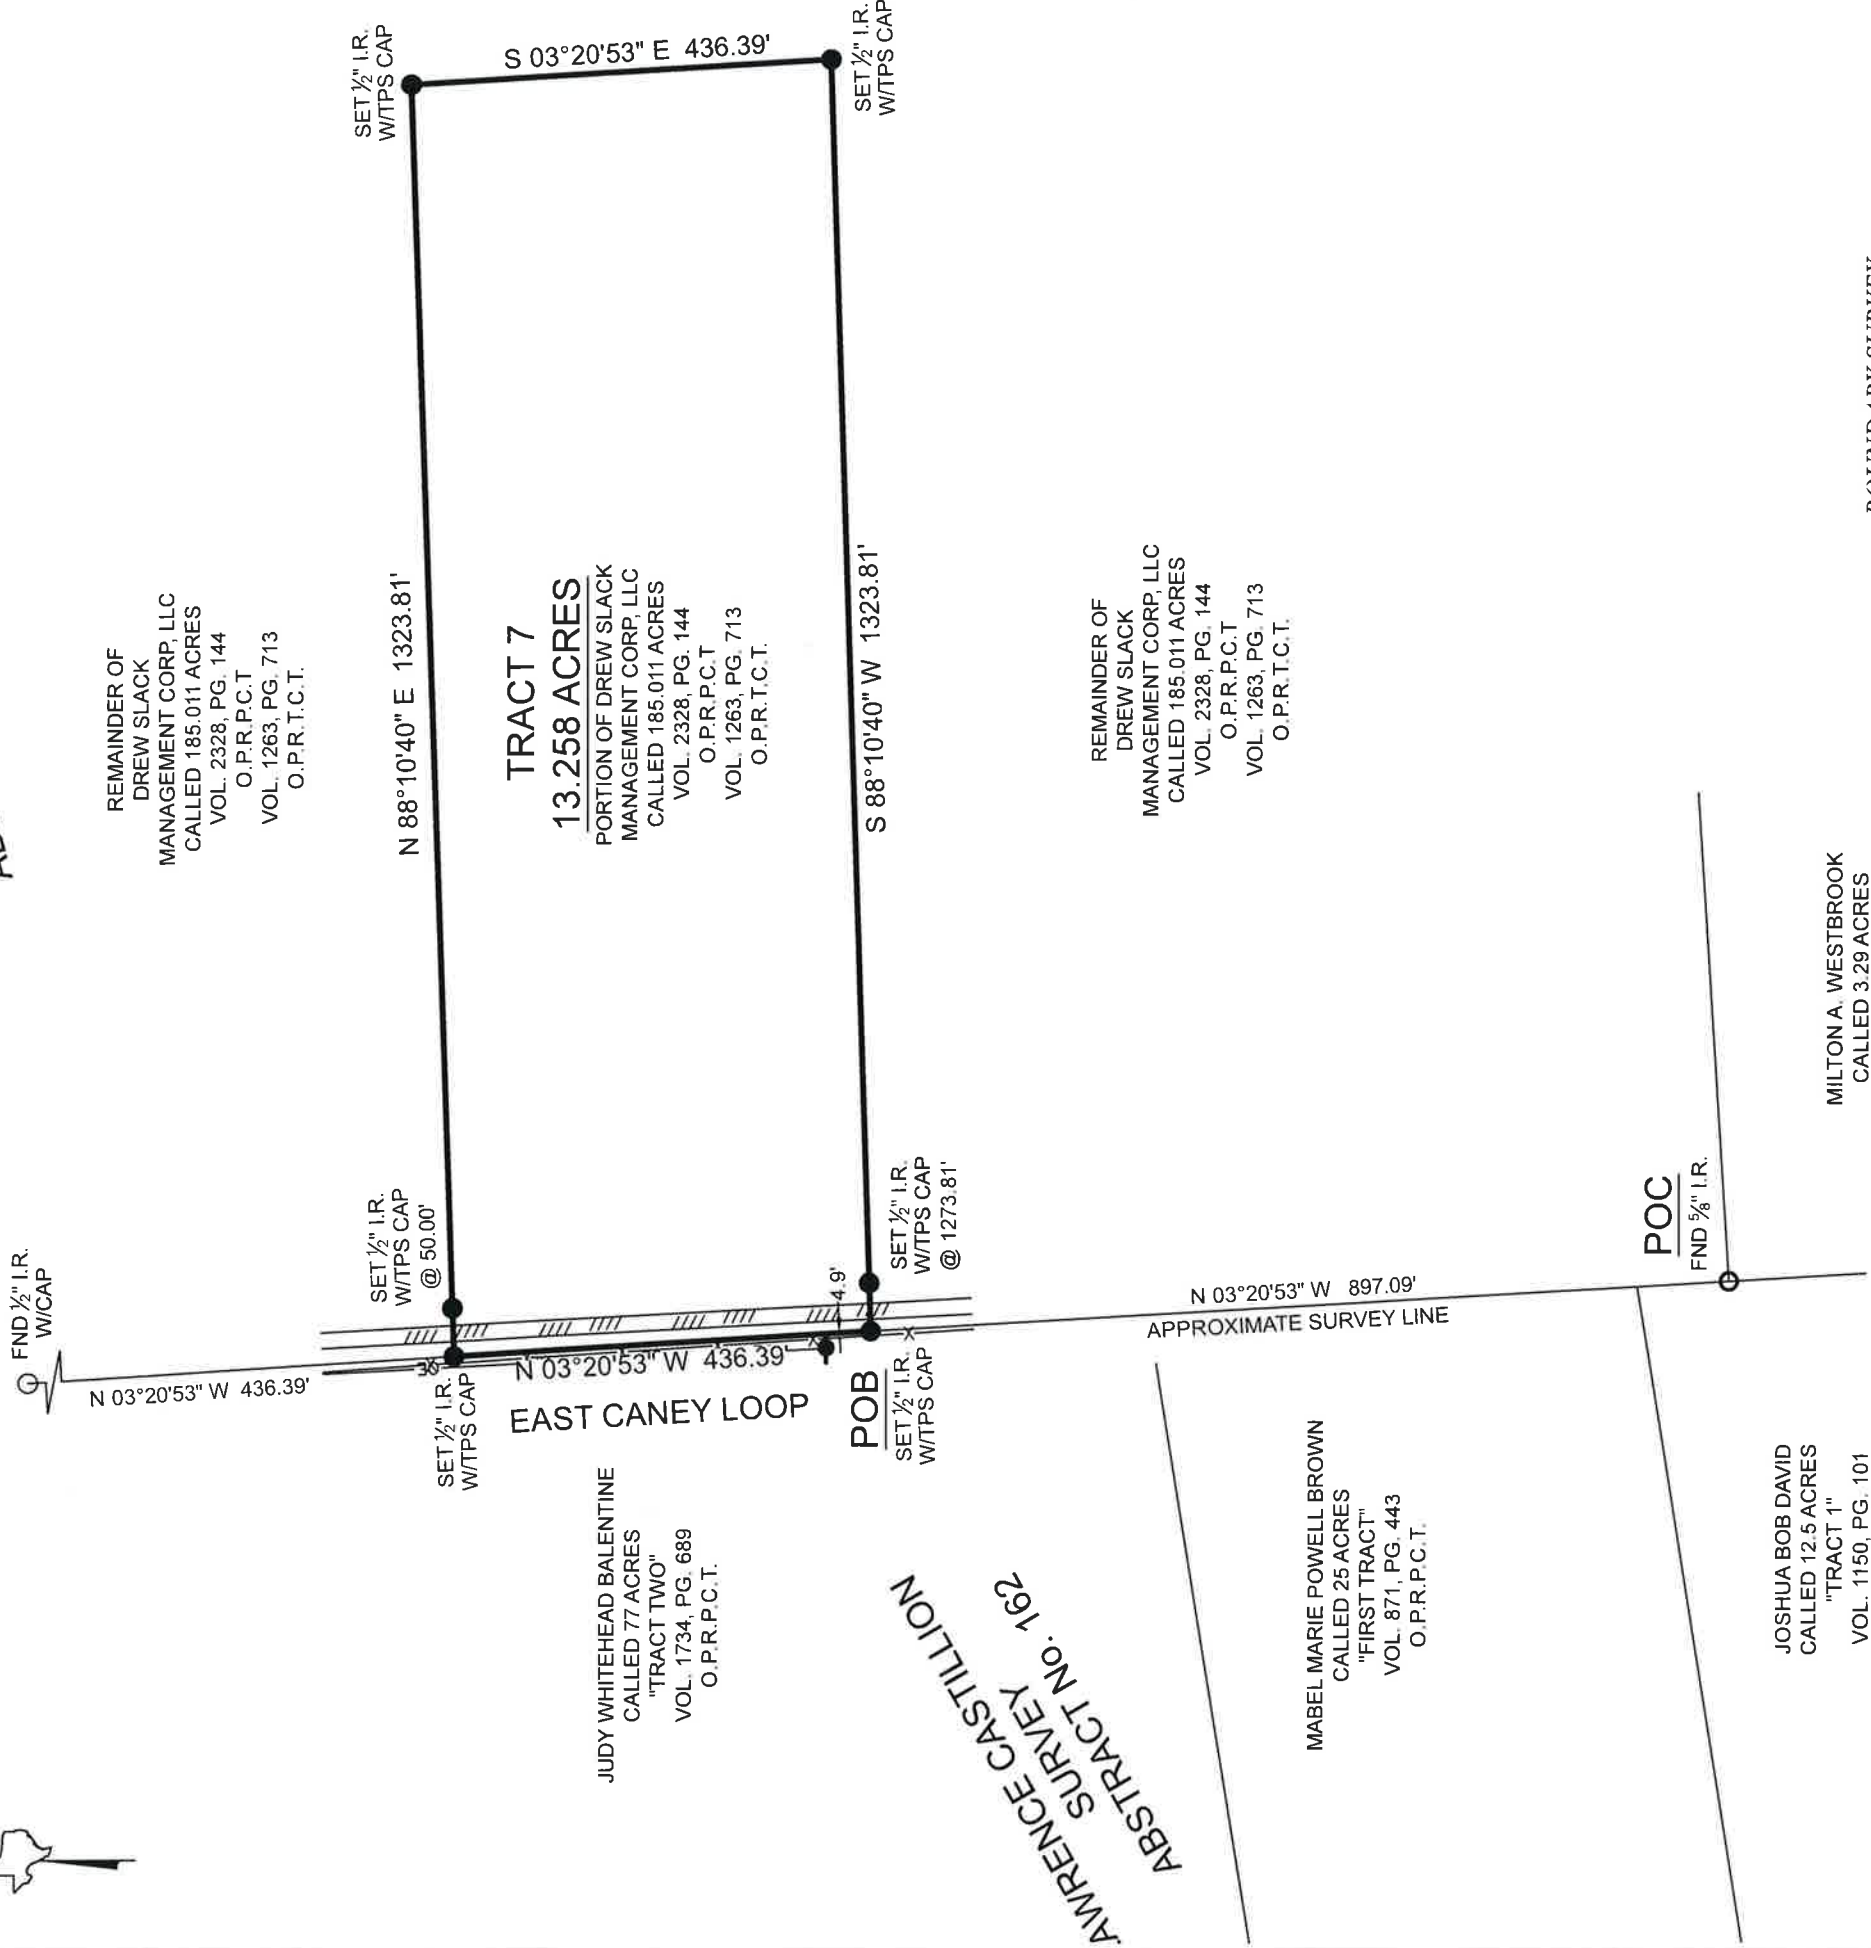 FND ½" I.R.
W/CAP
N 03°20'53" W 436.39'
REMAINDER OF
DREW SLACK
MANAGEMENT CORP, LLC
CALLED 185.011 ACRES
VOL. 2328, PG. 144
O.P.R.P.C.T
VOL. 1263, PG. 713
O.P.R.T.C.T.
SET ½" I.R.
W/TPS CAP
S 03°20'53" E 436.39'
SET ½" I.R.
W/TPS CAP
N 88°10'40" E 1323.81'
SET ½" I.R.
W/TPS CAP
@ 50.00'
TRACT 7
13.258 ACRES
PORTION OF DREW SLACK
MANAGEMENT CORP, LLC
CALLED 185.011 ACRES
VOL. 2328, PG. 144
O.P.R.P.C.T
VOL. 1263, PG. 713
O.P.R.T.C.T.
S 88°10'40" W 1323.81'
SET ½" I.R.
W/TPS CAP
@ 1273.81'
4.9'
30'
SET ½" I.R.
W/TPS CAP
N 03°20'53" W 436.39'
EAST CANEY LOOP
POB
SET ½" I.R.
W/TPS CAP
JUDY WHITEHEAD BALENTINE
CALLED 77 ACRES
"TRACT TWO"
VOL. 1734, PG. 689
O.P.R.P.C.T.
AWRENCE CASTILLION
SURVEY
ABSTRACT No. 162
REMAINDER OF
DREW SLACK
MANAGEMENT CORP, LLC
CALLED 185.011 ACRES
VOL. 2328, PG. 144
O.P.R.P.C.T
VOL. 1263, PG. 713
O.P.R.T.C.T.
N 03°20'53" W 897.09'
APPROXIMATE SURVEY LINE
MABEL MARIE POWELL BROWN
CALLED 25 ACRES
"FIRST TRACT"
VOL. 871, PG. 443
O.P.R.P.C.T.
POC
FND ⅝" I.R.
MILTON A. WESTBROOK
CALLED 3.29 ACRES
JOSHUA BOB DAVID
CALLED 12.5 ACRES
"TRACT 1"
VOL. 1150, PG. 101